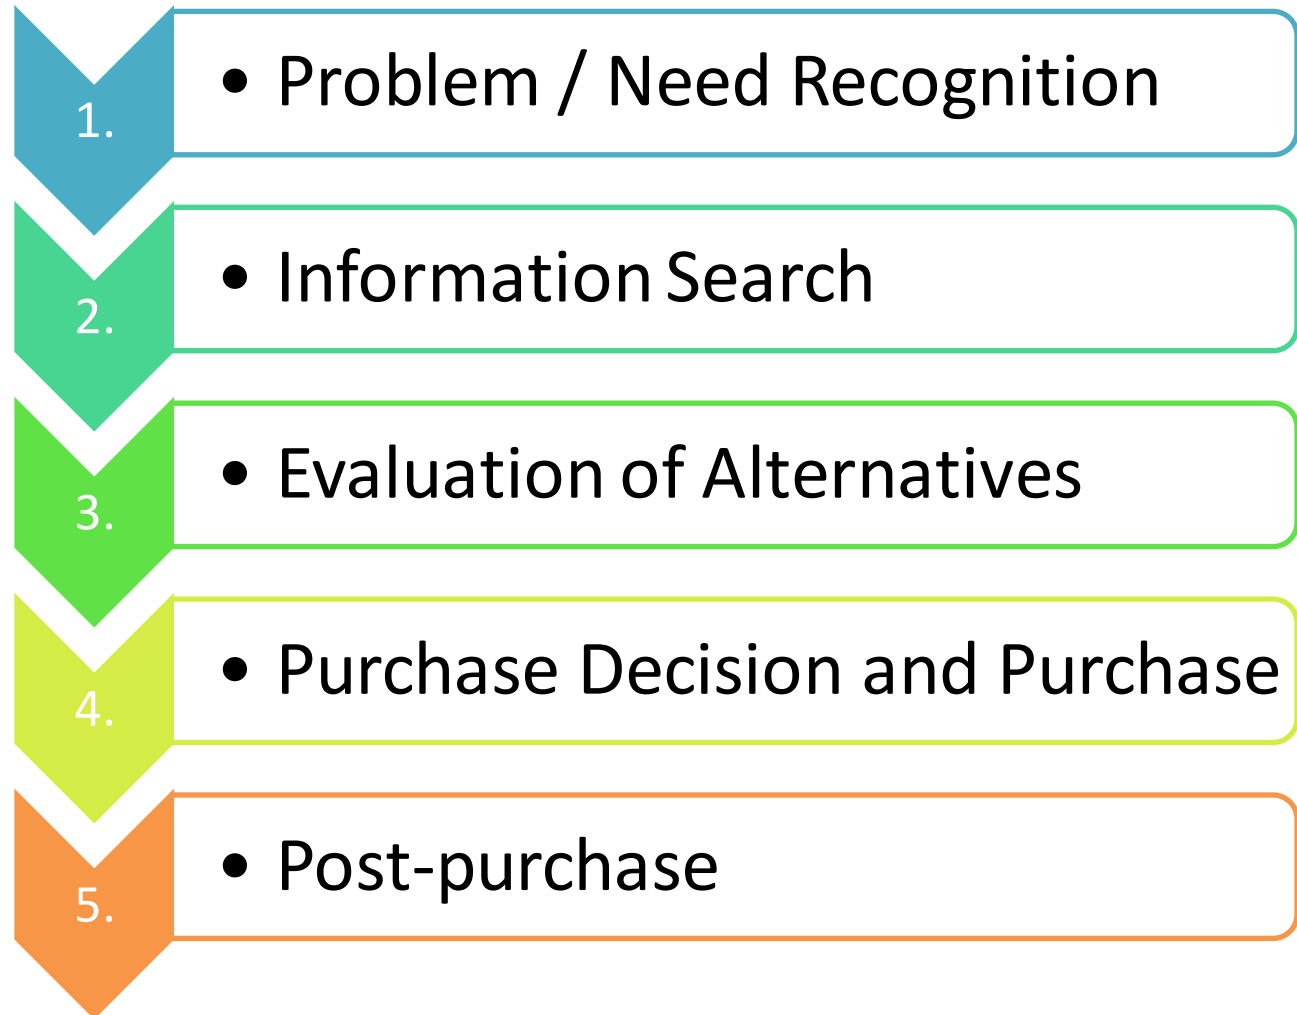 1.
• Problem / Need Recognition
2.
• Information Search
3.
• Evaluation of Alternatives
4.
• Purchase Decision and Purchase
5.
• Post-purchase